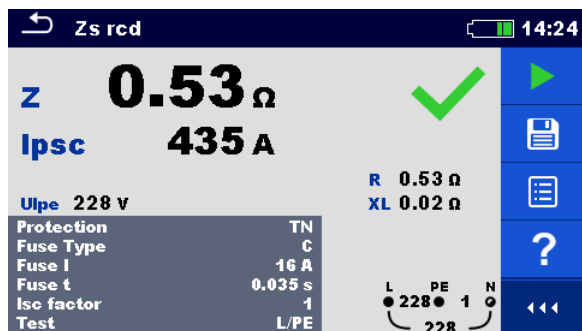 Zs rcd 14:24
Z 0.53 Ω
Ipsc 435 A
R 0.53 Ω
Ulpe 228 V XL 0.02 Ω
Protection TN
Fuse Type C
Fuse I 16 A
Fuse t 0.035 s
Isc factor 1
Test L/PE
L PE N
228 1
228
?